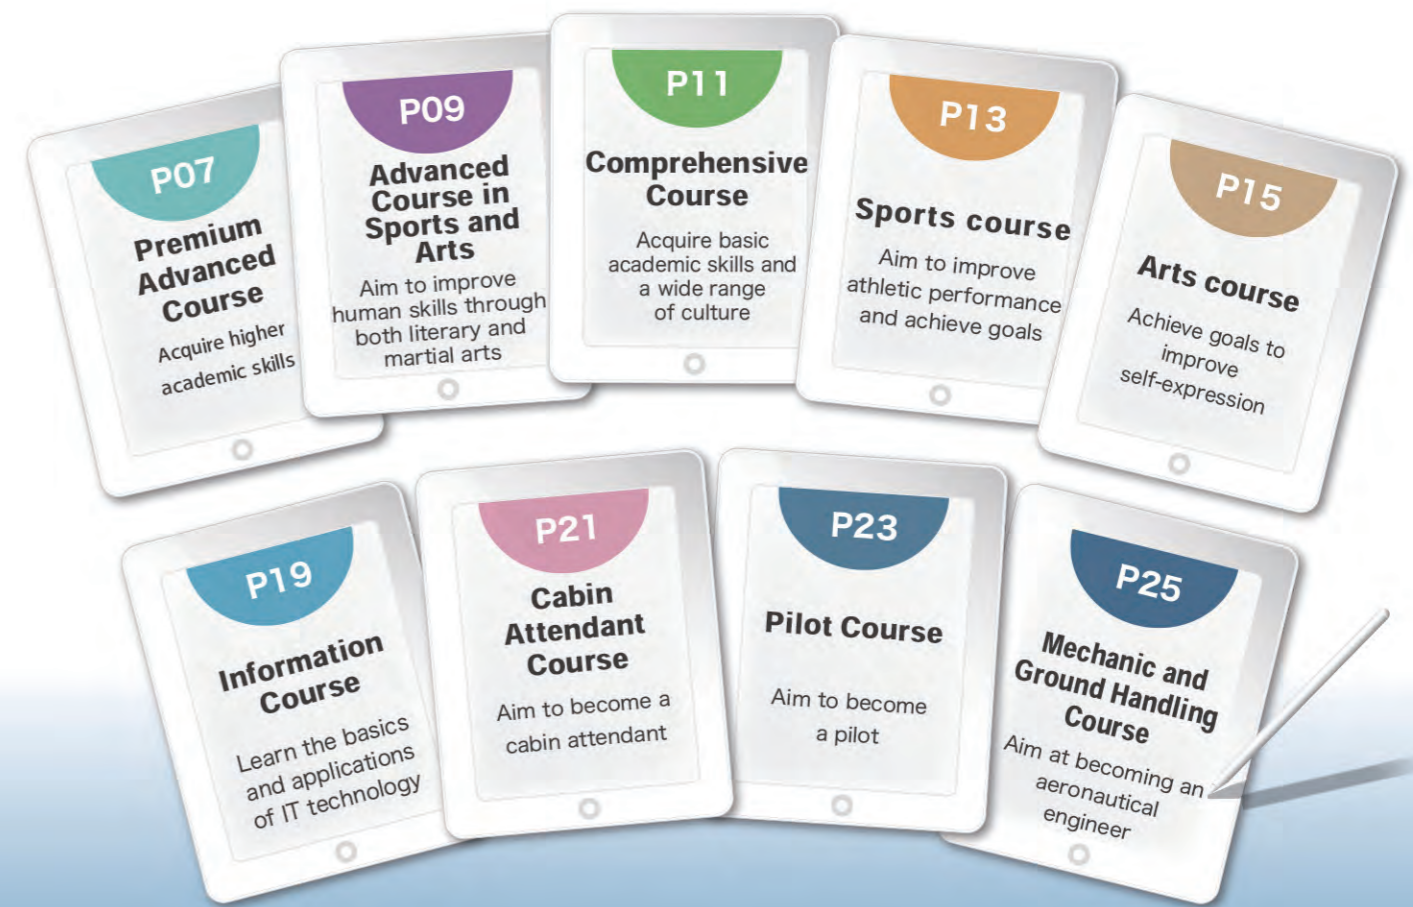 P07
Premium
Advanced
Course
Acquire higher
academic skills
P09
Advanced
Course in
Sports and
Arts
Aim to improve
human skills through
both literary and
martial arts
P11
Comprehensive
Course
Acquire basic
academic skills and
a wide range
of culture
P13
Sports course
Aim to improve
athletic performance
and achieve goals
P15
Arts course
Achieve goals to
improve
self-expression
P19
Information
Course
Learn the basics
and applications
of IT technology
P21
Cabin
Attendant
Course
Aim to become a
cabin attendant
P23
Pilot Course
Aim to become
a pilot
P25
Mechanic and
Ground Handling
Course
Aim at becoming an
aeronautical
engineer